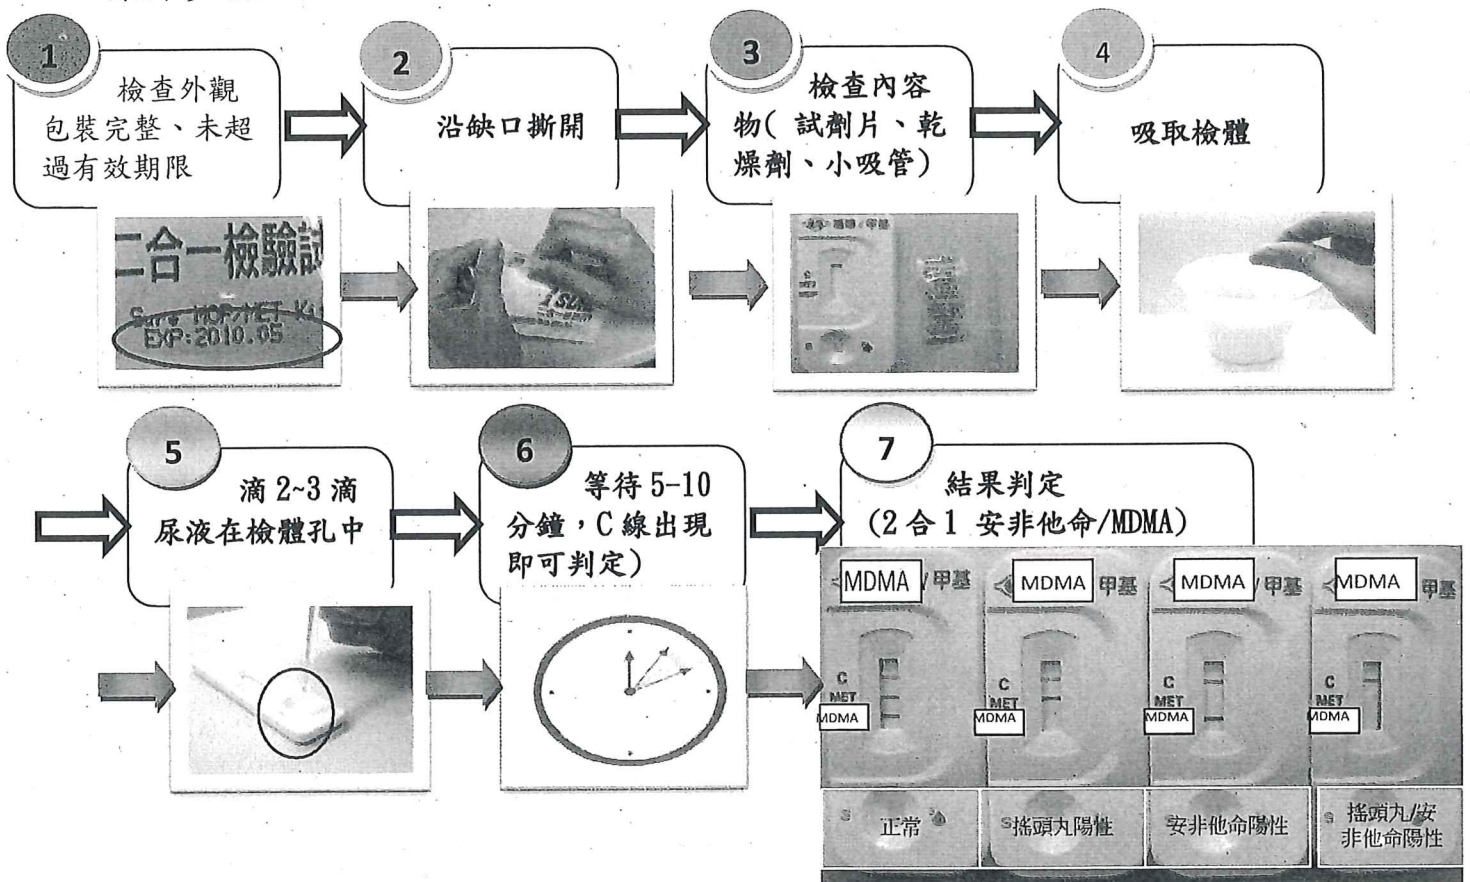 1
檢查外觀
包裝完整、未超
過有效期限
2
沿缺口撕開
3
檢查內容
物( 試劑片、乾
燥劑、小吸管)
4
吸取檢體
二合一檢驗試
Sure MOP/MET Ki
EXP:2010.05
5
滴 2~3 滴
尿液在檢體孔中
6
等待 5-10
分鐘，C 線出現
即可判定)
7
結果判定
(2 合 1 安非他命/MDMA)
MDMA / 甲基
C
MET
MDMA
S
正常
MDMA 甲基
C
MET
MDMA
S
搖頭丸陽性
MDMA / 甲基
C
MET
MDMA
安非他命陽性
MDMA 甲基
C
MET
MDMA
S
搖頭丸/安
非他命陽性